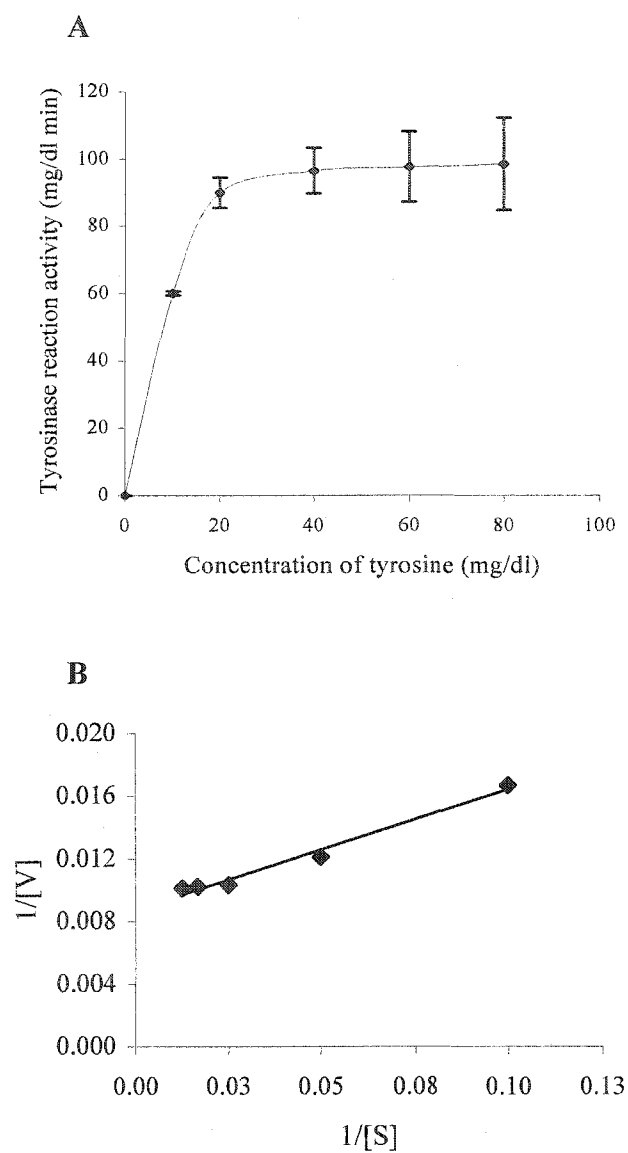 A
Tyrosinase reaction activity (mg/dl min)
120
100
80
60
40
20
0
0 20 40 60 80 100
Concentration of tyrosine (mg/dl)
B
1/[V]
0.020
0.016
0.012
0.008
0.004
0.000
0.00 0.03 0.05 0.08 0.10 0.13
1/[S]